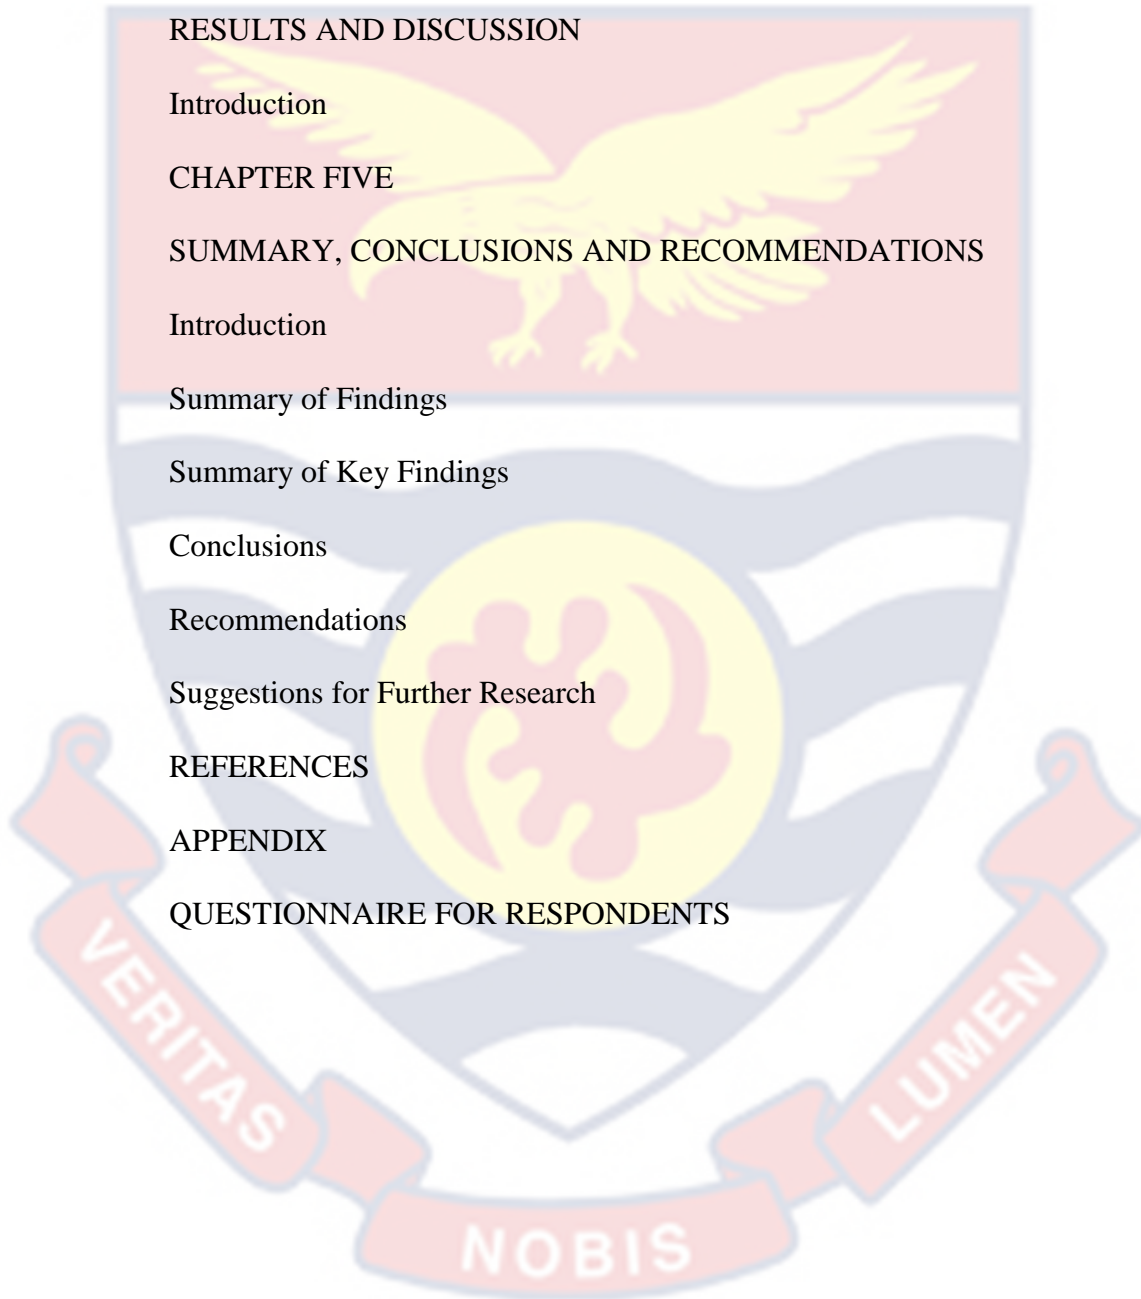 RESULTS AND DISCUSSION
Introduction
CHAPTER FIVE
SUMMARY, CONCLUSIONS AND RECOMMENDATIONS
Introduction
Summary of Findings
Summary of Key Findings
Conclusions
Recommendations
Suggestions for Further Research
REFERENCES
APPENDIX
QUESTIONNAIRE FOR RESPONDENTS
VERITAS
NOBIS
LUMEN